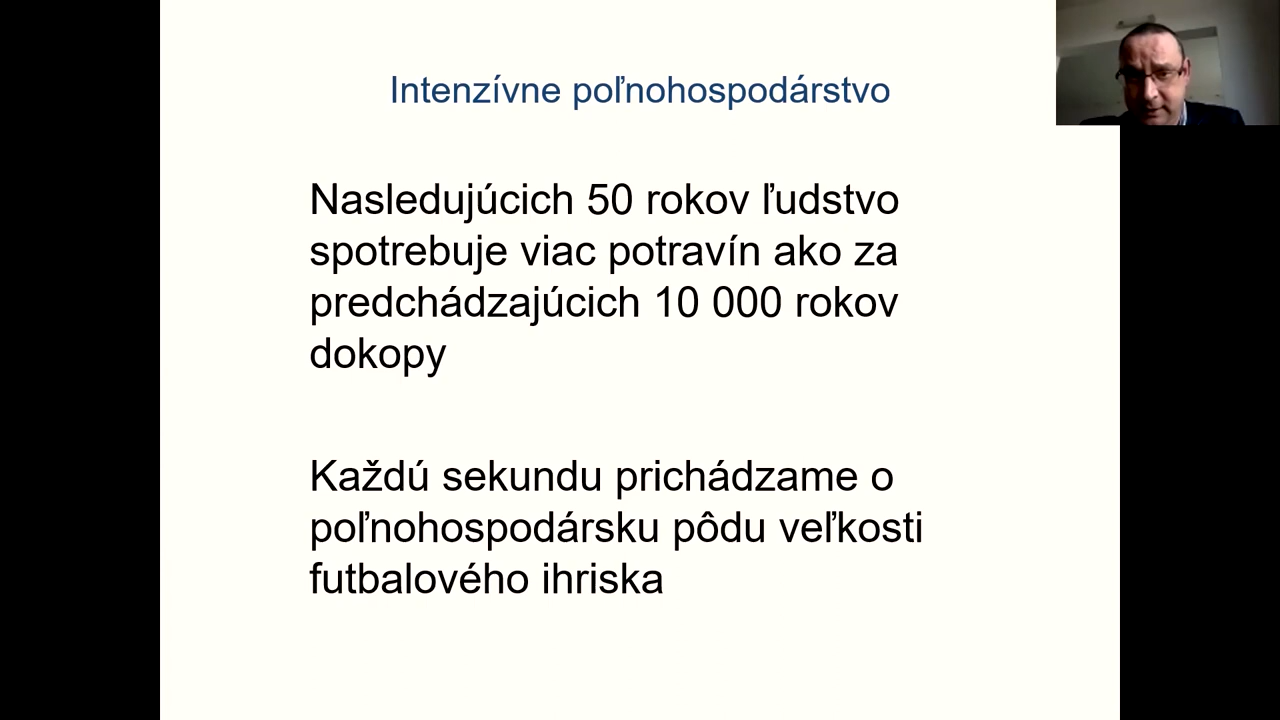 Intenzívne poľnohospodárstvo
Nasledujúcich 50 rokov ľudstvo
spotrebuje viac potravín ako za
predchádzajúcich 10 000 rokov
dokopy
Každú sekundu prichádzame o
poľnohospodársku pôdu veľkosti
futbalového ihriska